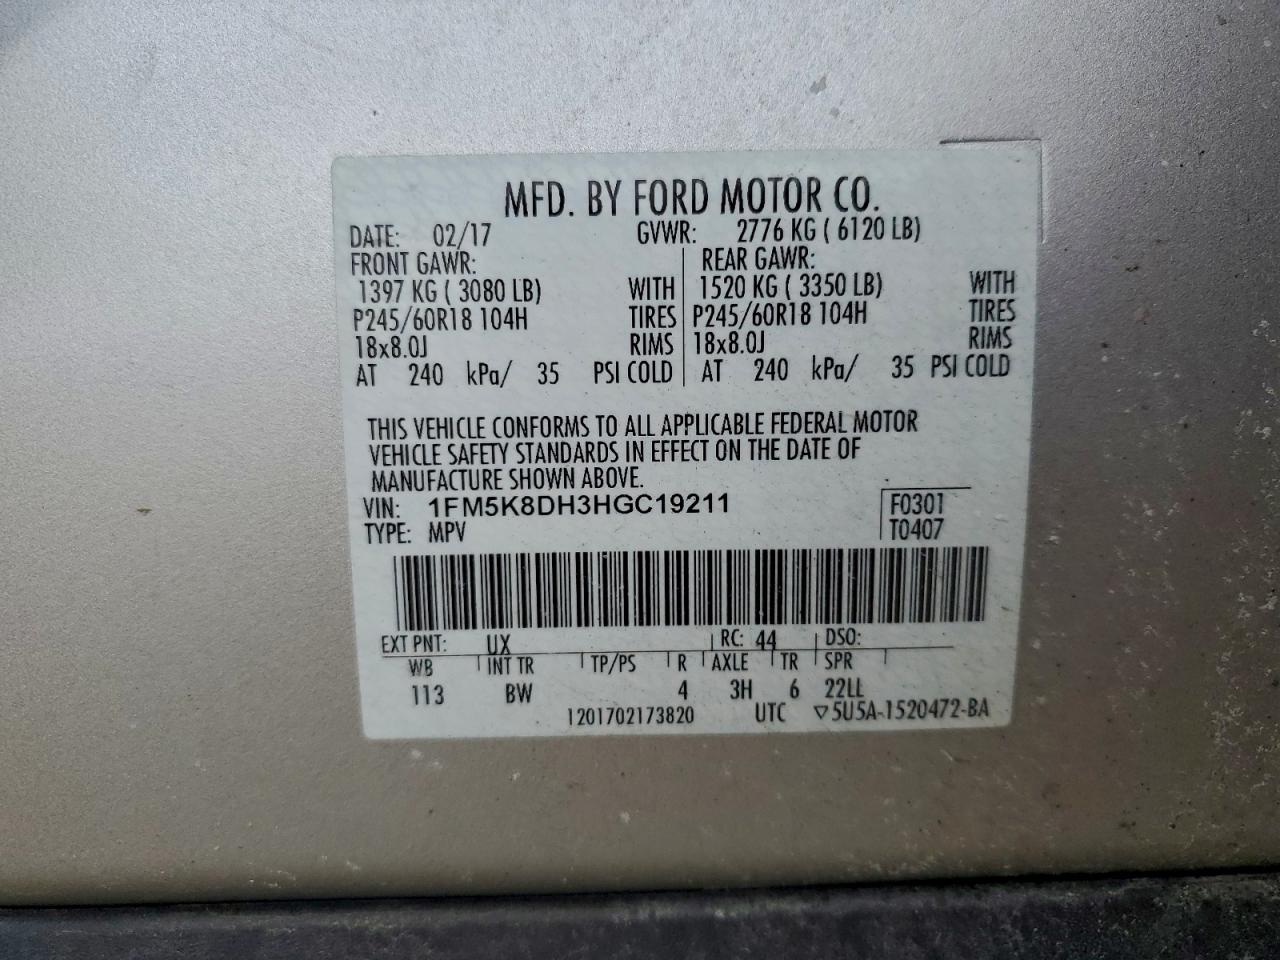 MFD. BY FORD MOTOR CO.
DATE: 02/17 GVWR: 2776 KG ( 6120 LB)
FRONT GAWR: REAR GAWR:
1397 KG ( 3080 LB) WITH 1520 KG ( 3350 LB) WITH
P245/60R18 104H TIRES P245/60R18 104H TIRES
18x8.0J RIMS 18x8.0J RIMS
AT 240 kPa/ 35 PSI COLD AT 240 kPa/ 35 PSI COLD
THIS VEHICLE CONFORMS TO ALL APPLICABLE FEDERAL MOTOR
VEHICLE SAFETY STANDARDS IN EFFECT ON THE DATE OF
MANUFACTURE SHOWN ABOVE.
VIN: 1FM5K8DH3HGC19211 F0301
TYPE: MPV T0407
EXT PNT: UX RC: 44 DSO:
WB INT TR TP/PS R AXLE TR SPR
113 BW 4 3H 6 22LL
1201702173820 UTC ▽5U5A-1520472-BA